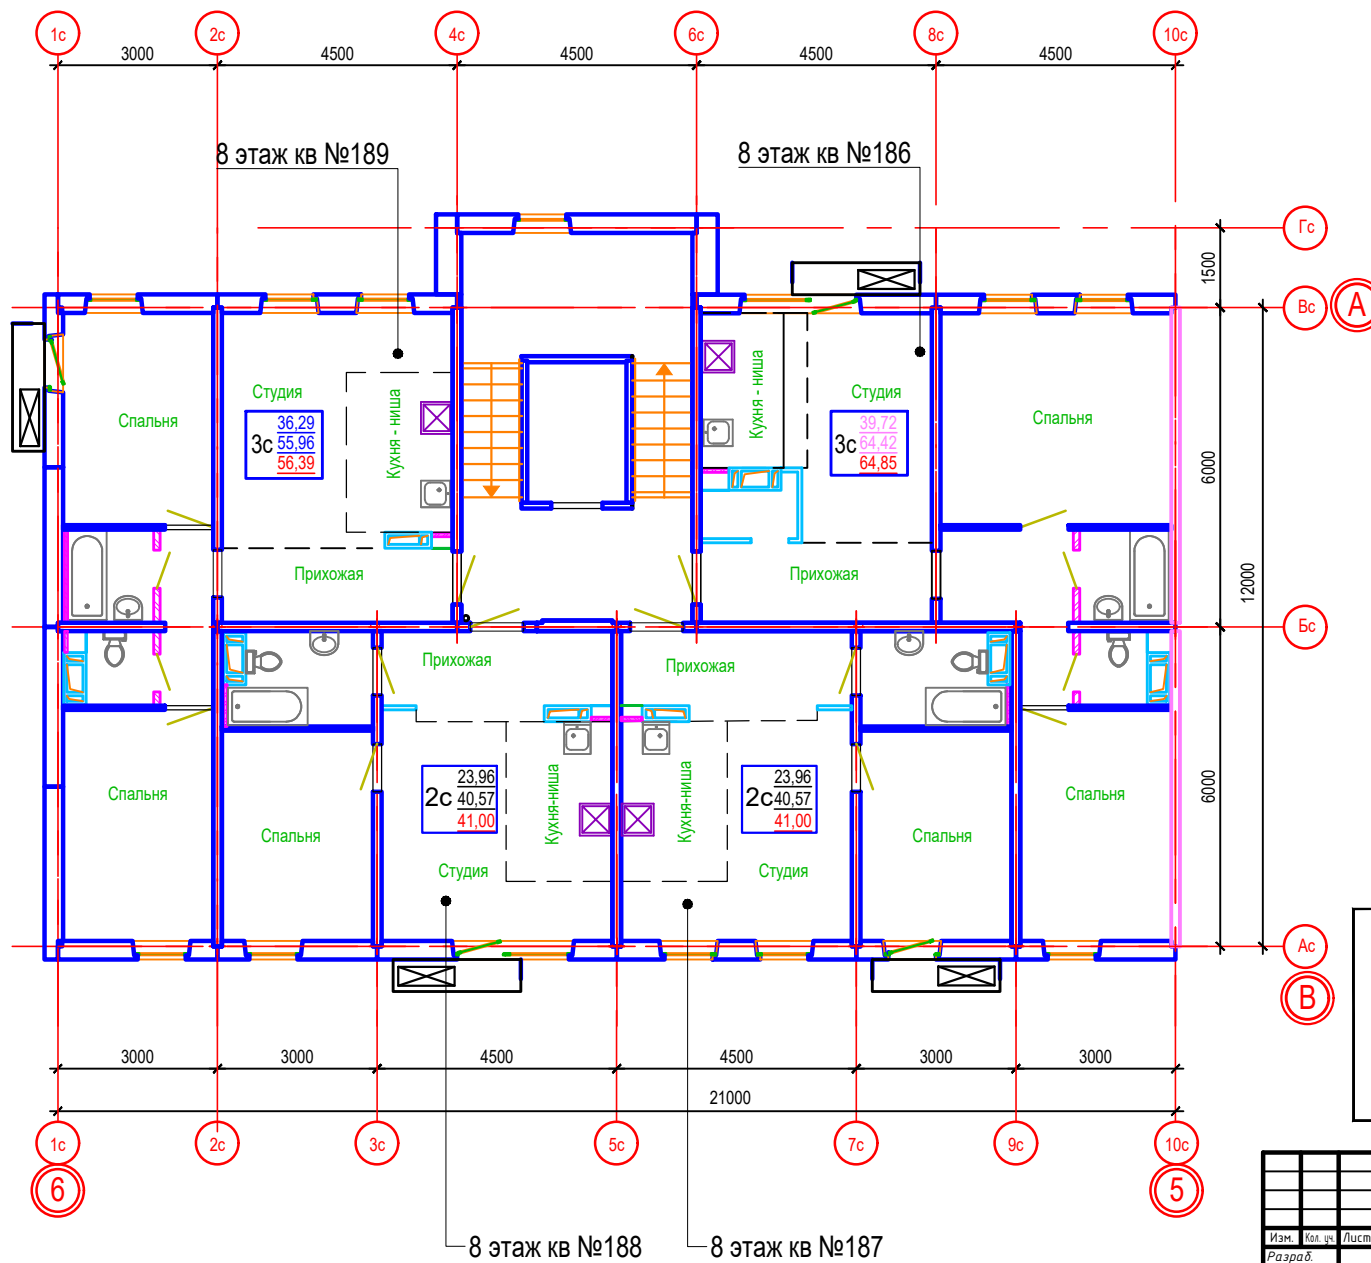 1с 2с 4с 6с 8с 10с
3000 4500 4500 4500 4500
8 этаж кв №189 8 этаж кв №186
Гс
1500
Вс А
Спальня Студия Кухня - ниша Кухня - ниша Студия Спальня
3с 36,29 55,96 56,39
3с 39,72 64,42 64,85
6000
12000
Прихожая Прихожая
Бс
Прихожая Прихожая
6000
Спальня Спальня Кухня-ниша Кухня-ниша Спальня Спальня
2с 23,96 40,57 41,00
2с 23,96 40,57 41,00
Студия Студия
Ас
В
3000 3000 4500 4500 3000 3000
21000
1с 2с 3с 5с 7с 9с 10с
6 5
8 этаж кв №188 8 этаж кв №187
Изм. Кол. уч. Лист
Разраб.